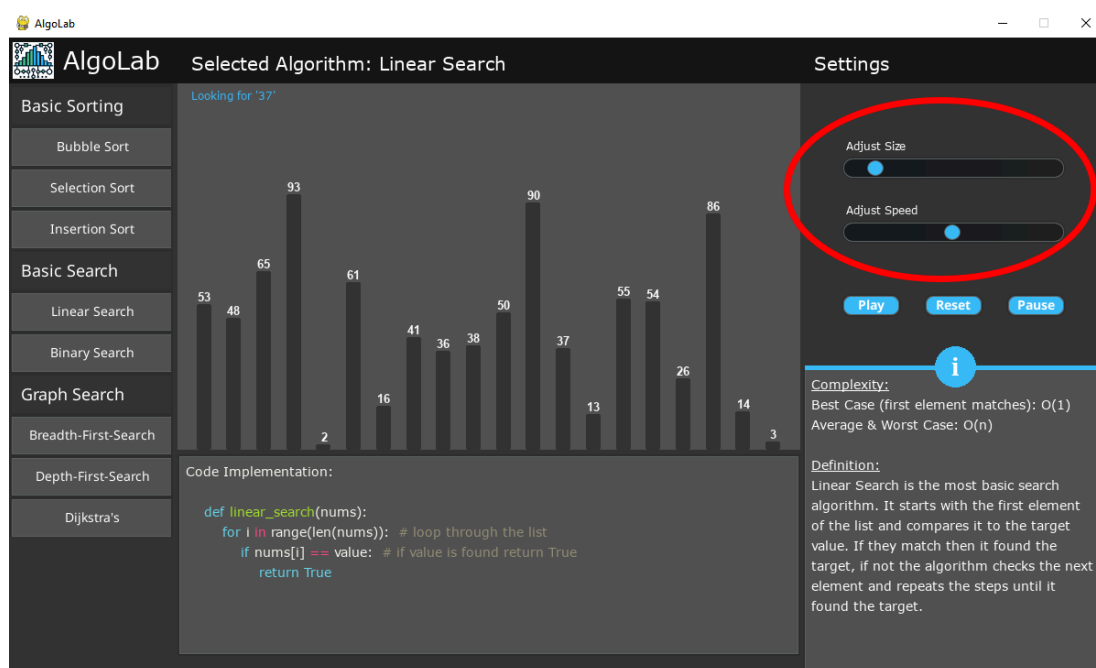 AlgoLab
AlgoLab
Selected Algorithm: Linear Search
Settings
Basic Sorting
Bubble Sort
Selection Sort
Insertion Sort
Basic Search
Linear Search
Binary Search
Graph Search
Breadth-First-Search
Depth-First-Search
Dijkstra's
Looking for '37'
53
48
65
93
2
61
16
41
36
38
50
90
37
13
55
54
26
86
14
3
Code Implementation:
def linear_search(nums):
for i in range(len(nums)): # loop through the list
if nums[i] == value: # if value is found return True
return True
Adjust Size
Adjust Speed
Play Reset Pause
i
Complexity:
Best Case (first element matches): O(1)
Average & Worst Case: O(n)
Definition:
Linear Search is the most basic search
algorithm. It starts with the first element
of the list and compares it to the target
value. If they match then it found the
target, if not the algorithm checks the next
element and repeats the steps until it
found the target.